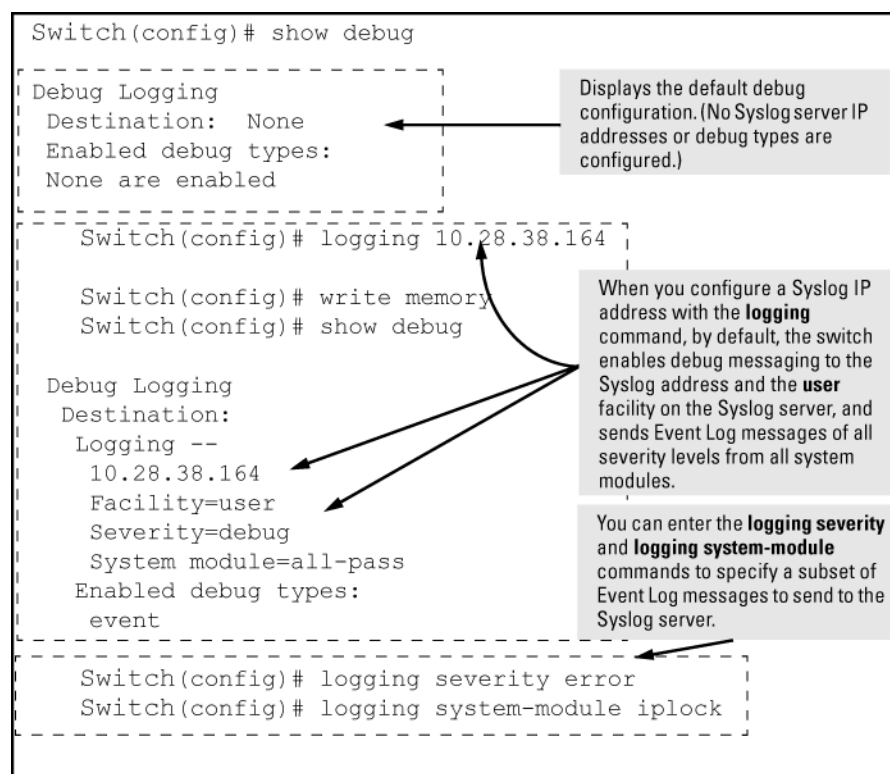 Switch(config)# show debug
Debug Logging
Destination: None
Enabled debug types:
None are enabled
Displays the default debug
configuration. (No Syslog server IP
addresses or debug types are
configured.)
Switch(config)# logging 10.28.38.164
Switch(config)# write memory
Switch(config)# show debug
Debug Logging
Destination:
Logging --
10.28.38.164
Facility=user
Severity=debug
System module=all-pass
Enabled debug types:
event
When you configure a Syslog IP
address with the logging
command, by default, the switch
enables debug messaging to the
Syslog address and the user
facility on the Syslog server, and
sends Event Log messages of all
severity levels from all system
modules.
You can enter the logging severity
and logging system-module
commands to specify a subset of
Event Log messages to send to the
Syslog server.
Switch(config)# logging severity error
Switch(config)# logging system-module iplock